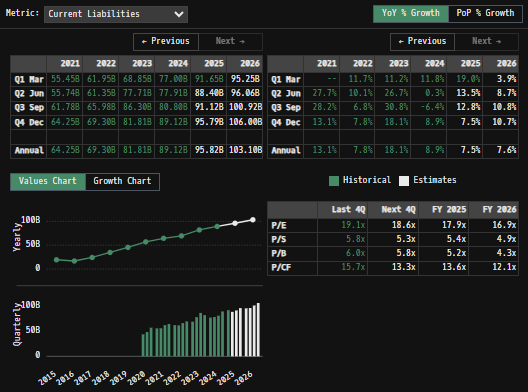 Metric: Current Liabilities YoY % Growth PoP % Growth
← Previous Next → ← Previous Next →
2021 2022 2023 2024 2025 2026 2021 2022 2023 2024 2025 2026
Q1 Mar 55.45B 61.95B 68.85B 77.00B 91.65B 95.25B Q1 Mar -- 11.7% 11.2% 11.8% 19.0% 3.9%
Q2 Jun 55.74B 61.35B 77.71B 77.91B 88.40B 96.06B Q2 Jun 27.7% 10.1% 26.7% 0.3% 13.5% 8.7%
Q3 Sep 61.78B 65.98B 86.30B 80.80B 91.12B 100.92B Q3 Sep 28.2% 6.8% 30.8% -6.4% 12.8% 10.8%
Q4 Dec 64.25B 69.30B 81.81B 89.12B 95.79B 106.00B Q4 Dec 13.1% 7.8% 18.1% 8.9% 7.5% 10.7%
Annual 64.25B 69.30B 81.81B 89.12B 95.82B 103.10B Annual 13.1% 7.8% 18.1% 8.9% 7.5% 7.6%
Values Chart Growth Chart Historical Estimates
Last 4Q Next 4Q FY 2025 FY 2026
P/E 19.1x 18.6x 17.9x 16.9x
P/S 5.8x 5.3x 5.4x 4.9x
P/B 6.0x 5.8x 5.2x 4.3x
P/CF 15.7x 13.3x 13.6x 12.1x
Yearly
100B
50B
0
Quarterly
100B
50B
0
2015 2016 2017 2018 2019 2020 2021 2022 2023 2024 2025 2026